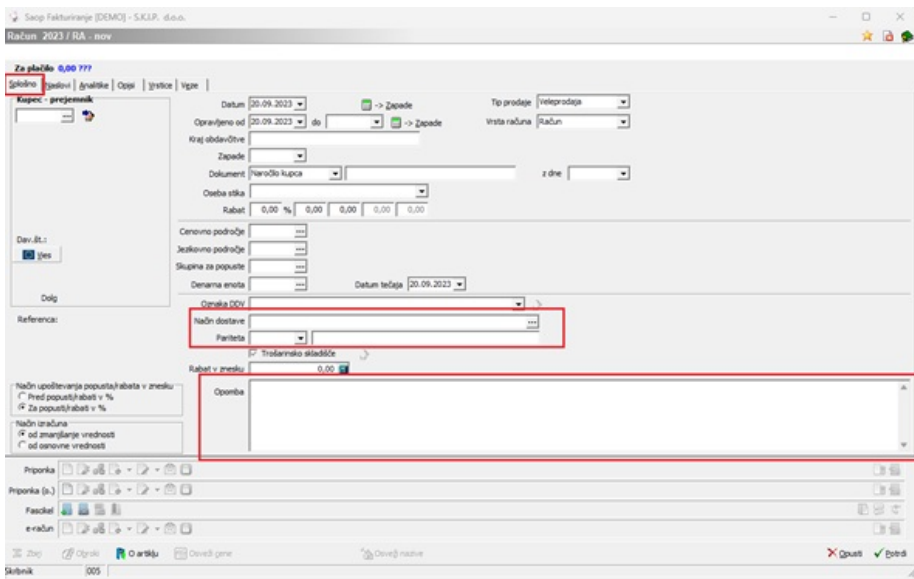 Saop Fakturiranje [DEMO] - S.K.I.P. d.o.o.
Račun 2023 / RA - nov
Za plačilo 0,00 ???
Splošno Naslovi Analitike Opisi Vrstice Veze
Kupec - prejemnik
Datum 20.09.2023 -> Zapade Tip prodaje Veleprodaja
Opravljeno od 20.09.2023 do -> Zapade Vrsta računa Račun
Kraj obdavčitve
Zapade
Dokument Naročilo kupca z dne
Oseba stika
Rabat 0,00 % 0,00 0,00 0,00 0,00
Cenovno področje
Dav.št.:
Jezikovno področje
Vies
Skupina za popuste
Denarna enota Datum tečaja 20.09.2023
Dolg
Oznaka DDV
Referenca:
Način dostave
Pariteta
Trošarinsko skladišče
Rabat v znesku 0,00
Način upoštevanja popusta/rabata v znesku
Pred popusti/rabati v %
Za popusti/rabati v %
Opomba
Način izračuna
od zmanjšanje vrednosti
od osnovne vrednosti
Priponka
Priponka (o.)
Fascikel
e-račun
Zbej Obroki O artiklu Osveži cene Osveži nazive Opusti Potrdi
Skrbnik 005